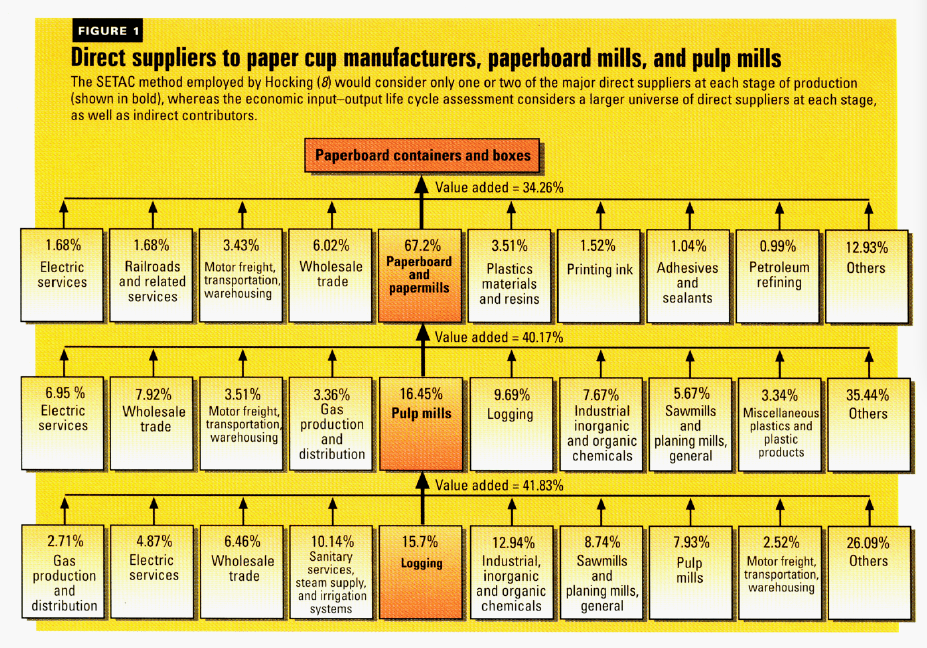 FIGURE 1
Direct suppliers to paper cup manufacturers, paperboard mills, and pulp mills
The SETAC method employed by Hocking (8) would consider only one or two of the major direct suppliers at each stage of production
(shown in bold), whereas the economic input–output life cycle assessment considers a larger universe of direct suppliers at each stage,
as well as indirect contributors.
Paperboard containers and boxes
Value added = 34.26%
1.68%
Electric
services
1.68%
Railroads
and related
services
3.43%
Motor freight,
transportation,
warehousing
6.02%
Wholesale
trade
67.2%
Paperboard
and
papermills
3.51%
Plastics
materials
and resins
1.52%
Printing ink
1.04%
Adhesives
and
sealants
0.99%
Petroleum
refining
12.93%
Others
Value added = 40.17%
6.95 %
Electric
services
7.92%
Wholesale
trade
3.51%
Motor freight,
transportation,
warehousing
3.36%
Gas
production
and
distribution
16.45%
Pulp mills
9.69%
Logging
7.67%
Industrial
inorganic
and organic
chemicals
5.67%
Sawmills
and
planing mills,
general
3.34%
Miscellaneous
plastics and
plastic
products
35.44%
Others
Value added = 41.83%
2.71%
Gas
production
and
distribution
4.87%
Electric
services
6.46%
Wholesale
trade
10.14%
Sanitary
services,
steam supply,
and irrigation
systems
15.7%
Logging
12.94%
Industrial,
inorganic
and organic
chemicals
8.74%
Sawmills
and
planing mills,
general
7.93%
Pulp
mills
2.52%
Motor freight,
transportation,
warehousing
26.09%
Others